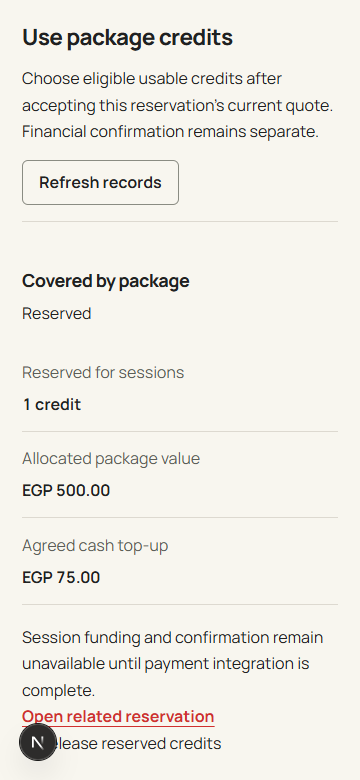 Use package credits
Choose eligible usable credits after
accepting this reservation's current quote.
Financial confirmation remains separate.
Refresh records
Covered by package
Reserved
Reserved for sessions
1 credit
Allocated package value
EGP 500.00
Agreed cash top-up
EGP 75.00
Session funding and confirmation remain
unavailable until payment integration is
complete.
Open related reservation
N
reserved credits